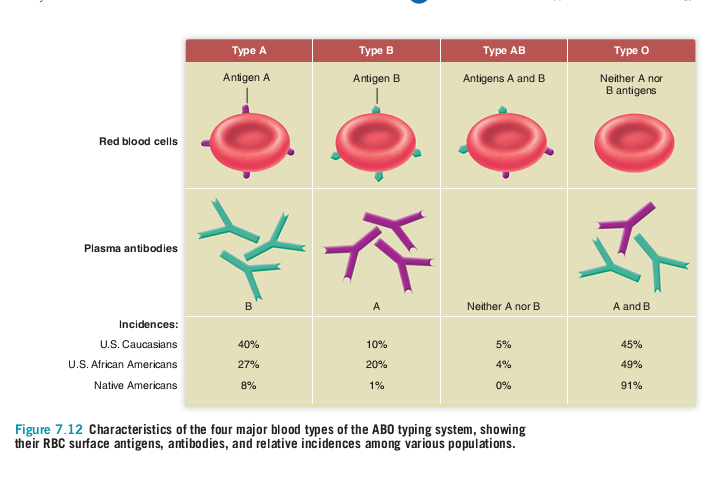 Type A Type B Type AB Type O
Antigen A Antigen B Antigens A and B Neither A nor
B antigens
Red blood cells
Plasma antibodies
B A Neither A nor B A and B
Incidences:
U.S. Caucasians 40% 10% 5% 45%
U.S. African Americans 27% 20% 4% 49%
Native Americans 8% 1% 0% 91%
Figure 7.12 Characteristics of the four major blood types of the ABO typing system, showing
their RBC surface antigens, antibodies, and relative incidences among various populations.